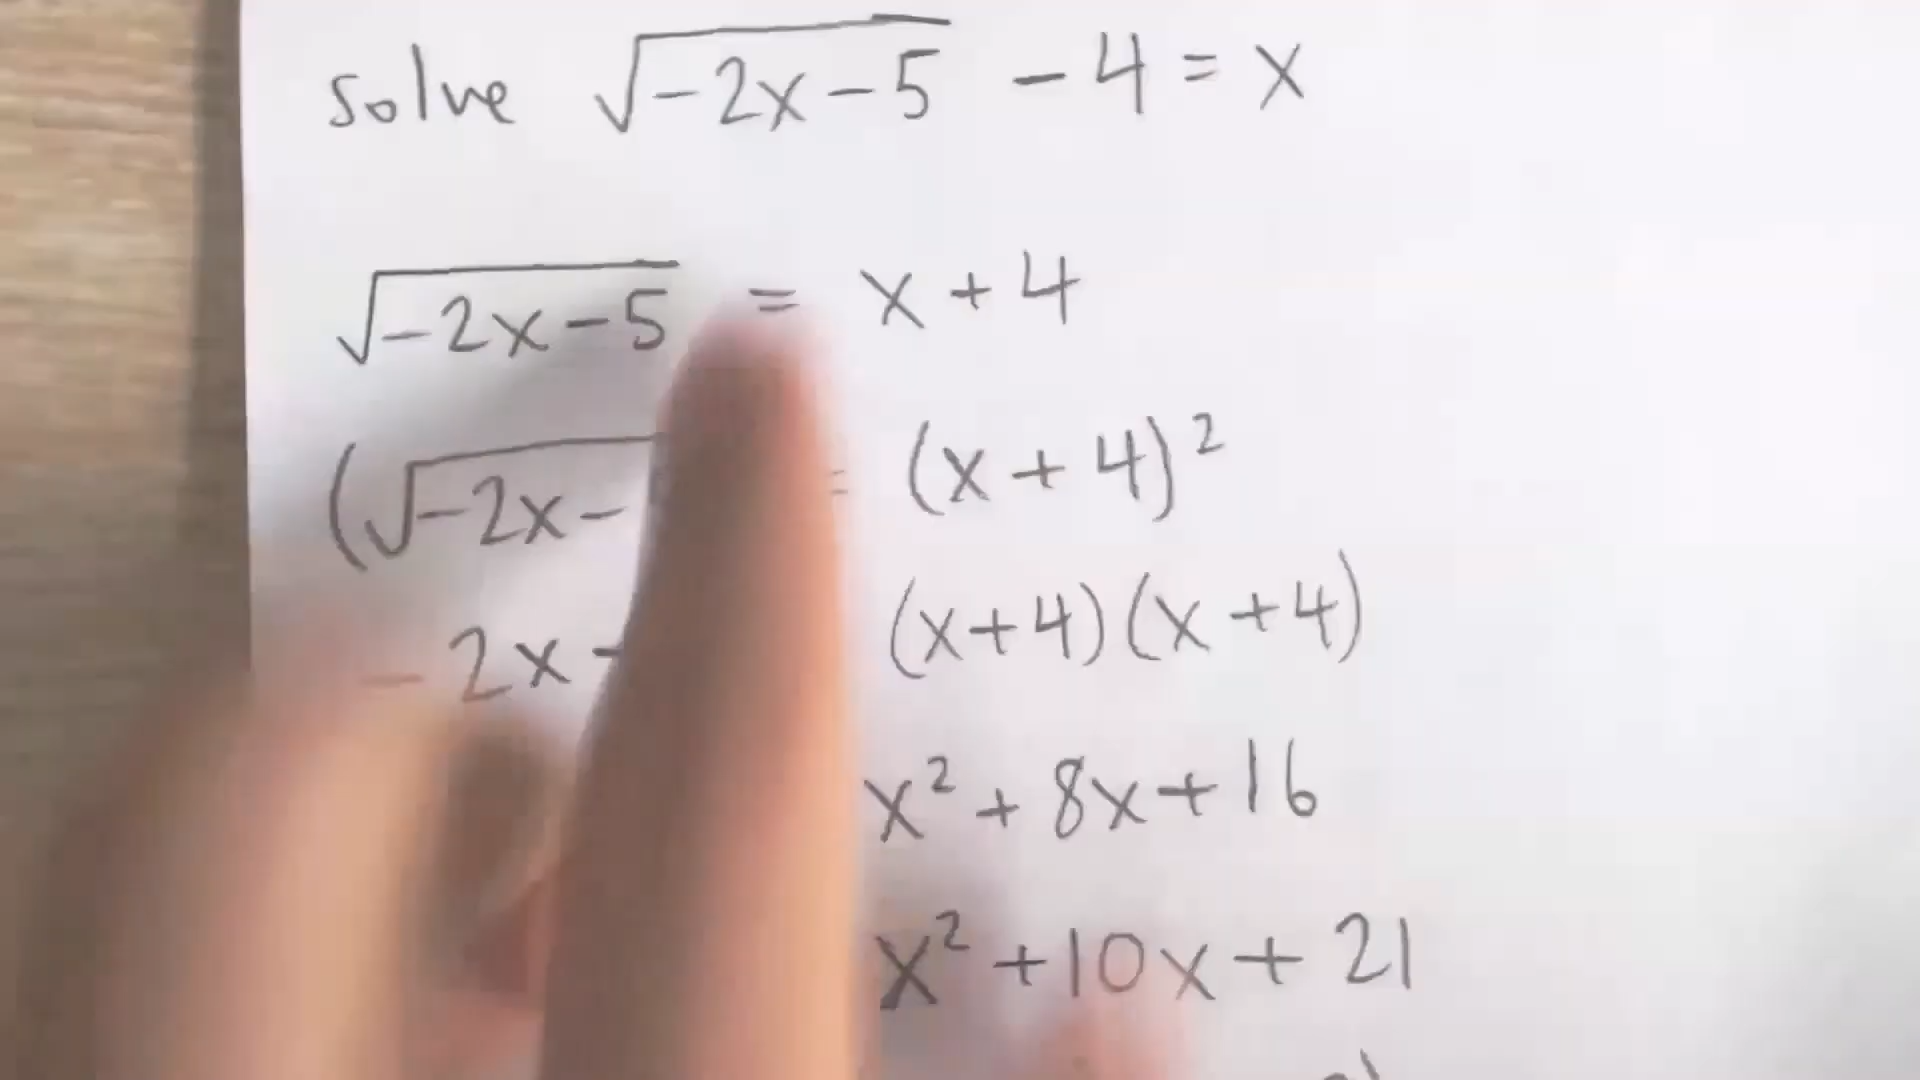 solve √-2x-5 - 4 = x
√-2x-5 = x + 4
(√-2x- = (x + 4)²
- 2x - (x+4)(x+4)
x² + 8x + 16
x² + 10x + 21